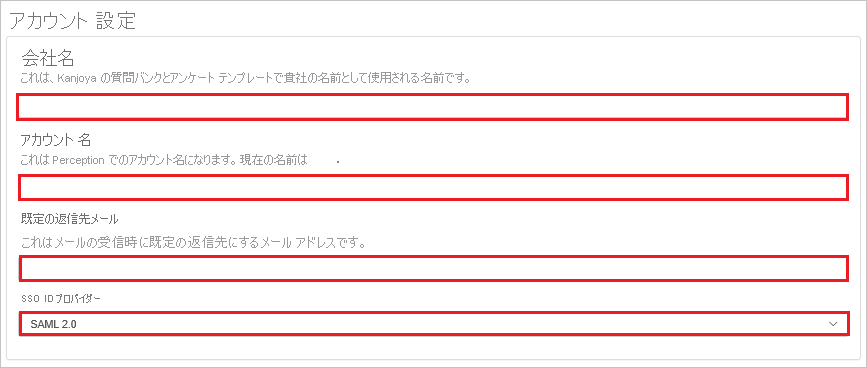 アカウント 設定
会社名
これは、Kanjoya の質問バンクとアンケート テンプレートで貴社の名前として使用される名前です。
アカウント 名
これは Perception でのアカウント名になります。現在の名前は .
既定の返信先メール
これはメールの受信時に既定の返信先にするメール アドレスです。
SSO ID プロバイダー
SAML 2.0